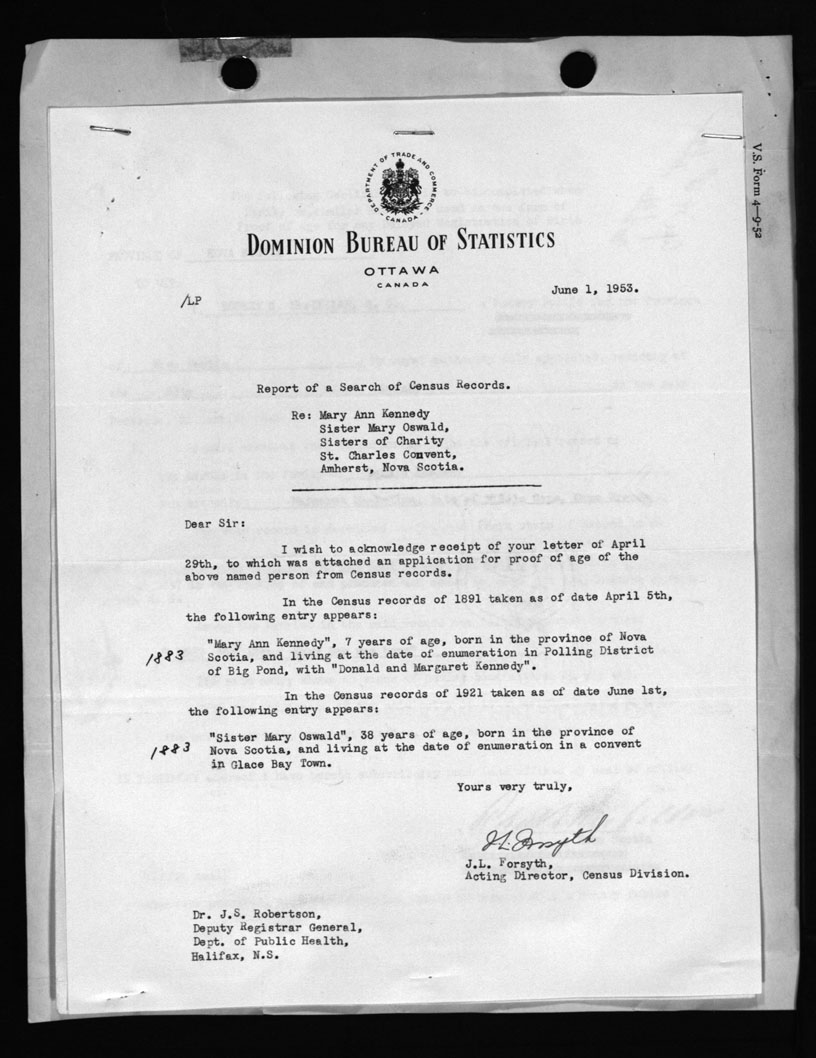 V.S. Form 4—9-52
DEPARTMENT OF TRADE AND COMMERCE
CANADA
DOMINION BUREAU OF STATISTICS
OTTAWA
CANADA
June 1, 1953.
/LP
Report of a Search of Census Records.
Re: Mary Ann Kennedy
Sister Mary Oswald,
Sisters of Charity
St. Charles Convent,
Amherst, Nova Scotia.
Dear Sir:
I wish to acknowledge receipt of your letter of April
29th, to which was attached an application for proof of age of the
above named person from Census records.
In the Census records of 1891 taken as of date April 5th,
the following entry appears:
"Mary Ann Kennedy", 7 years of age, born in the province of Nova
1883 Scotia, and living at the date of enumeration in Polling District
of Big Pond, with "Donald and Margaret Kennedy".
In the Census records of 1921 taken as of date June 1st,
the following entry appears:
"Sister Mary Oswald", 38 years of age, born in the province of
1883 Nova Scotia, and living at the date of enumeration in a convent
in Glace Bay Town.
Yours very truly,
J.L. Forsyth
J.L. Forsyth,
Acting Director, Census Division.
Dr. J.S. Robertson,
Deputy Registrar General,
Dept. of Public Health,
Halifax, N.S.